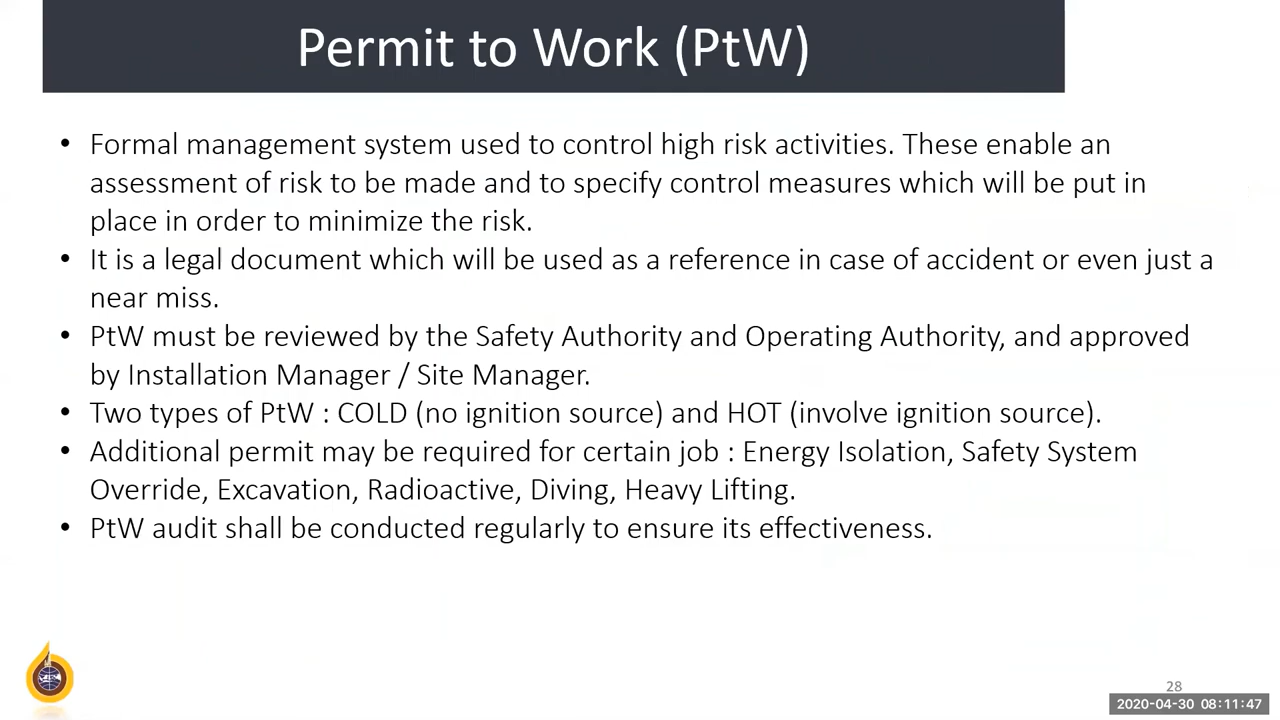 Permit to Work (PtW)
• Formal management system used to control high risk activities. These enable an
assessment of risk to be made and to specify control measures which will be put in
place in order to minimize the risk.
• It is a legal document which will be used as a reference in case of accident or even just a
near miss.
• PtW must be reviewed by the Safety Authority and Operating Authority, and approved
by Installation Manager / Site Manager.
• Two types of PtW : COLD (no ignition source) and HOT (involve ignition source).
• Additional permit may be required for certain job : Energy Isolation, Safety System
Override, Excavation, Radioactive, Diving, Heavy Lifting.
• PtW audit shall be conducted regularly to ensure its effectiveness.
28
2020-04-30 08:11:47